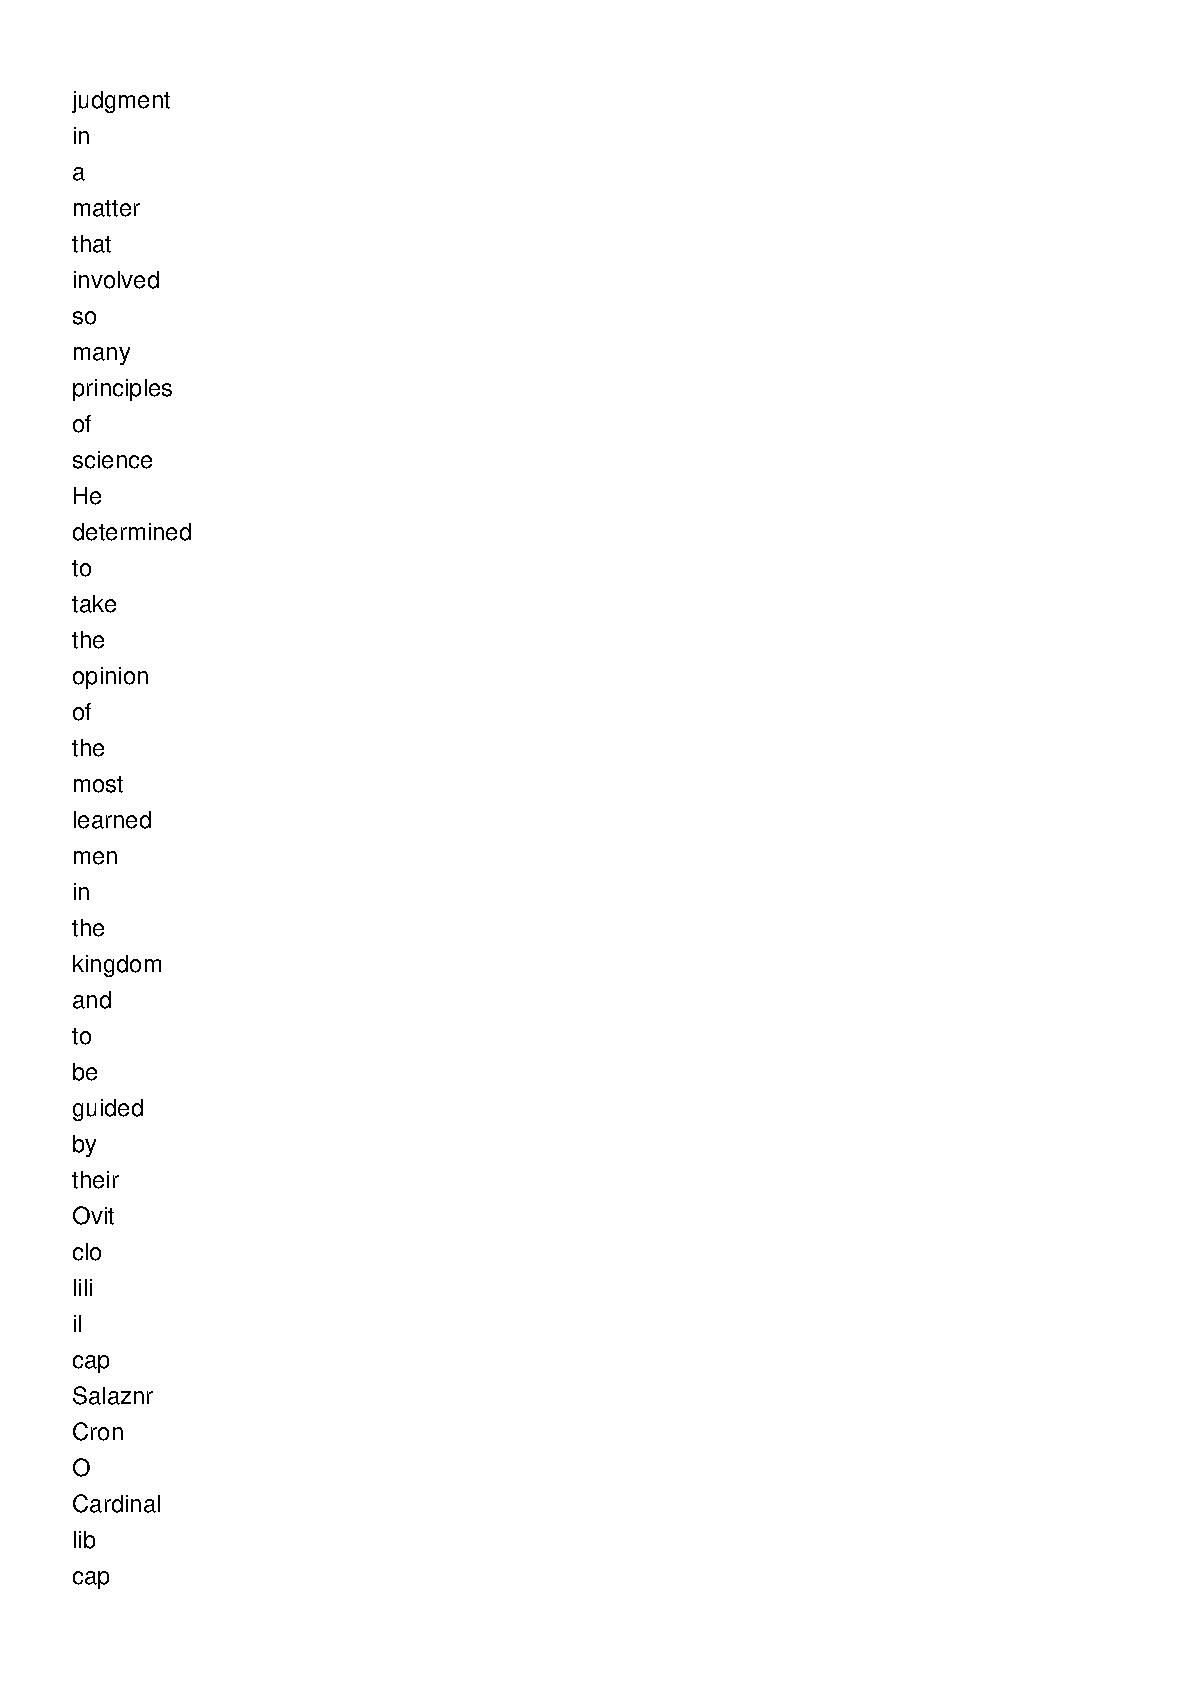 judgment
in
a
matter
that
involved
so
many
principles
of
science
He
determined
to
take
the
opinion
of
the
most
learned
men
in
the
kingdom
and
to
be
guided
by
their
Ovit
clo
lili
il
cap
Salaznr
Cron
O
Cardinal
lib
cap